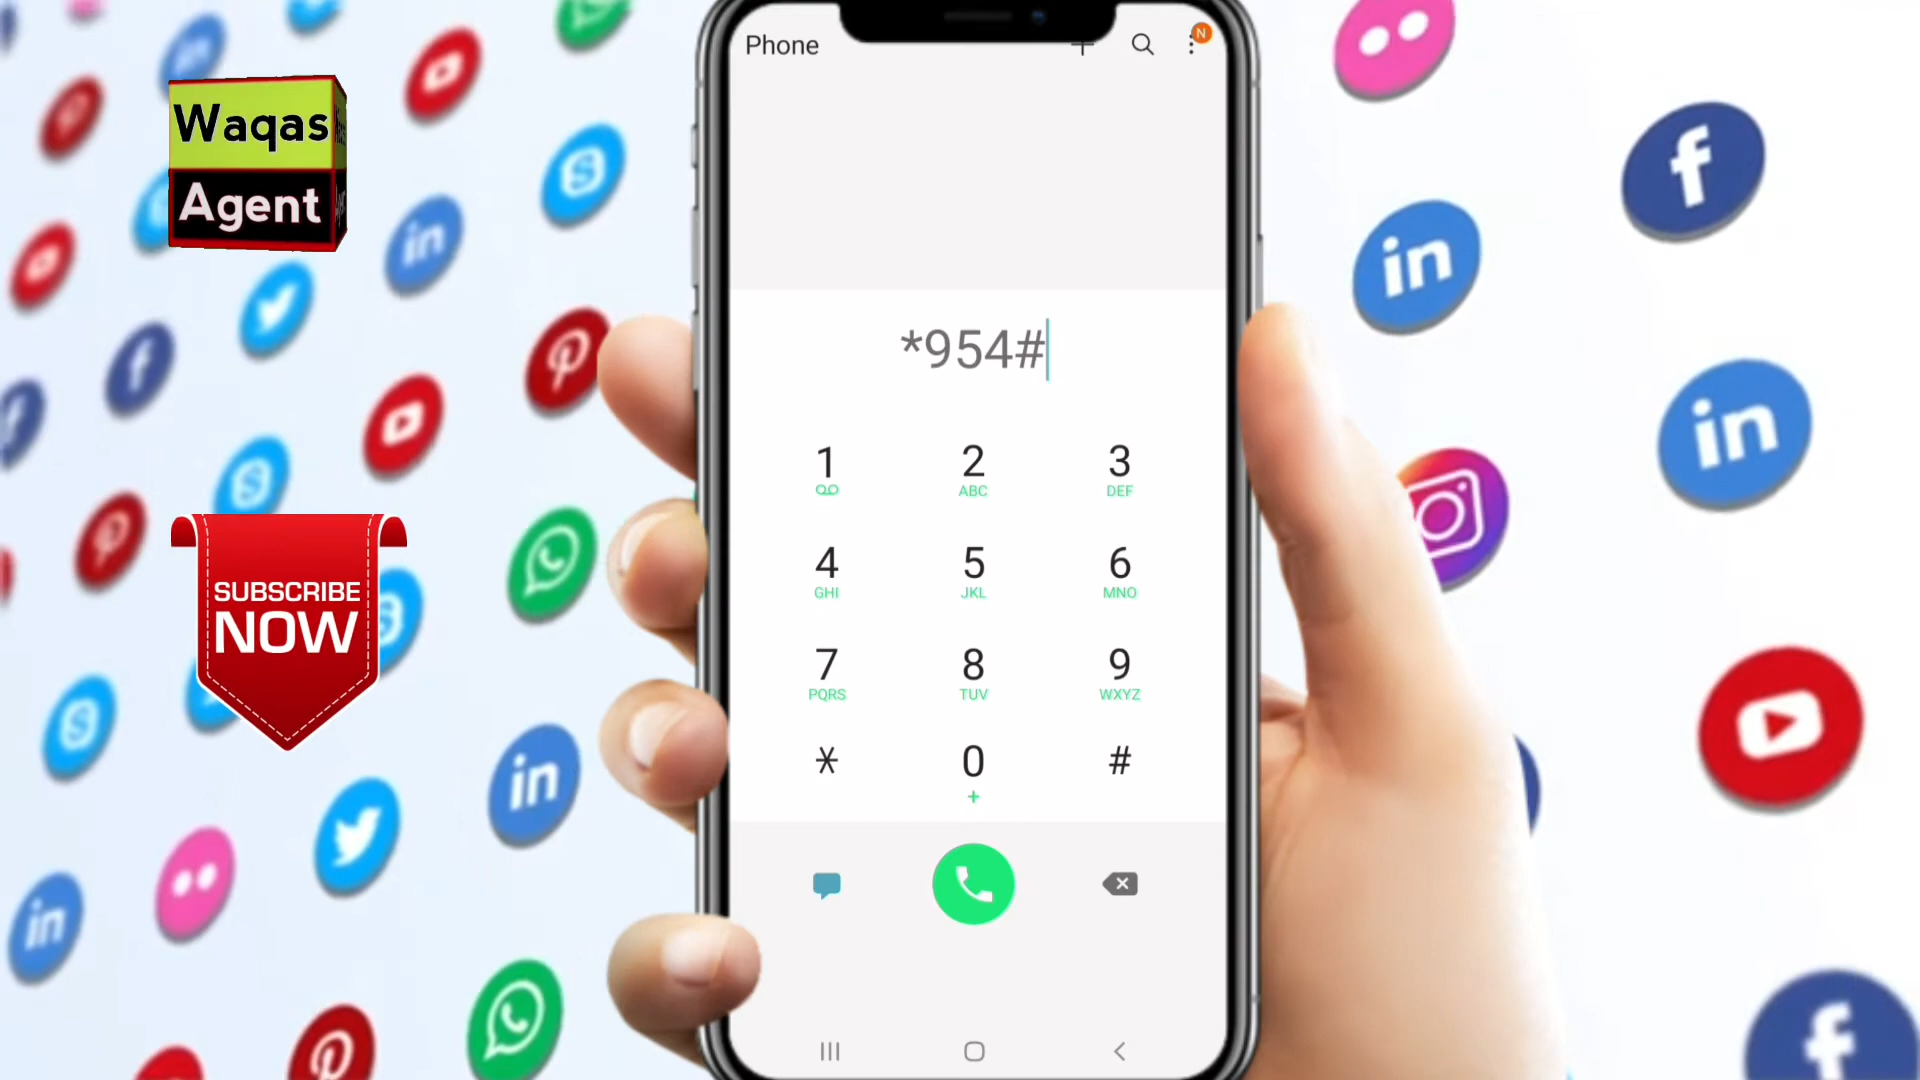 Phone
N
Waqas
Agent
*954#
1
2
ABC
3
DEF
4
GHI
5
JKL
6
MNO
7
PQRS
8
TUV
9
WXYZ
*
0
+
#
SUBSCRIBE
NOW